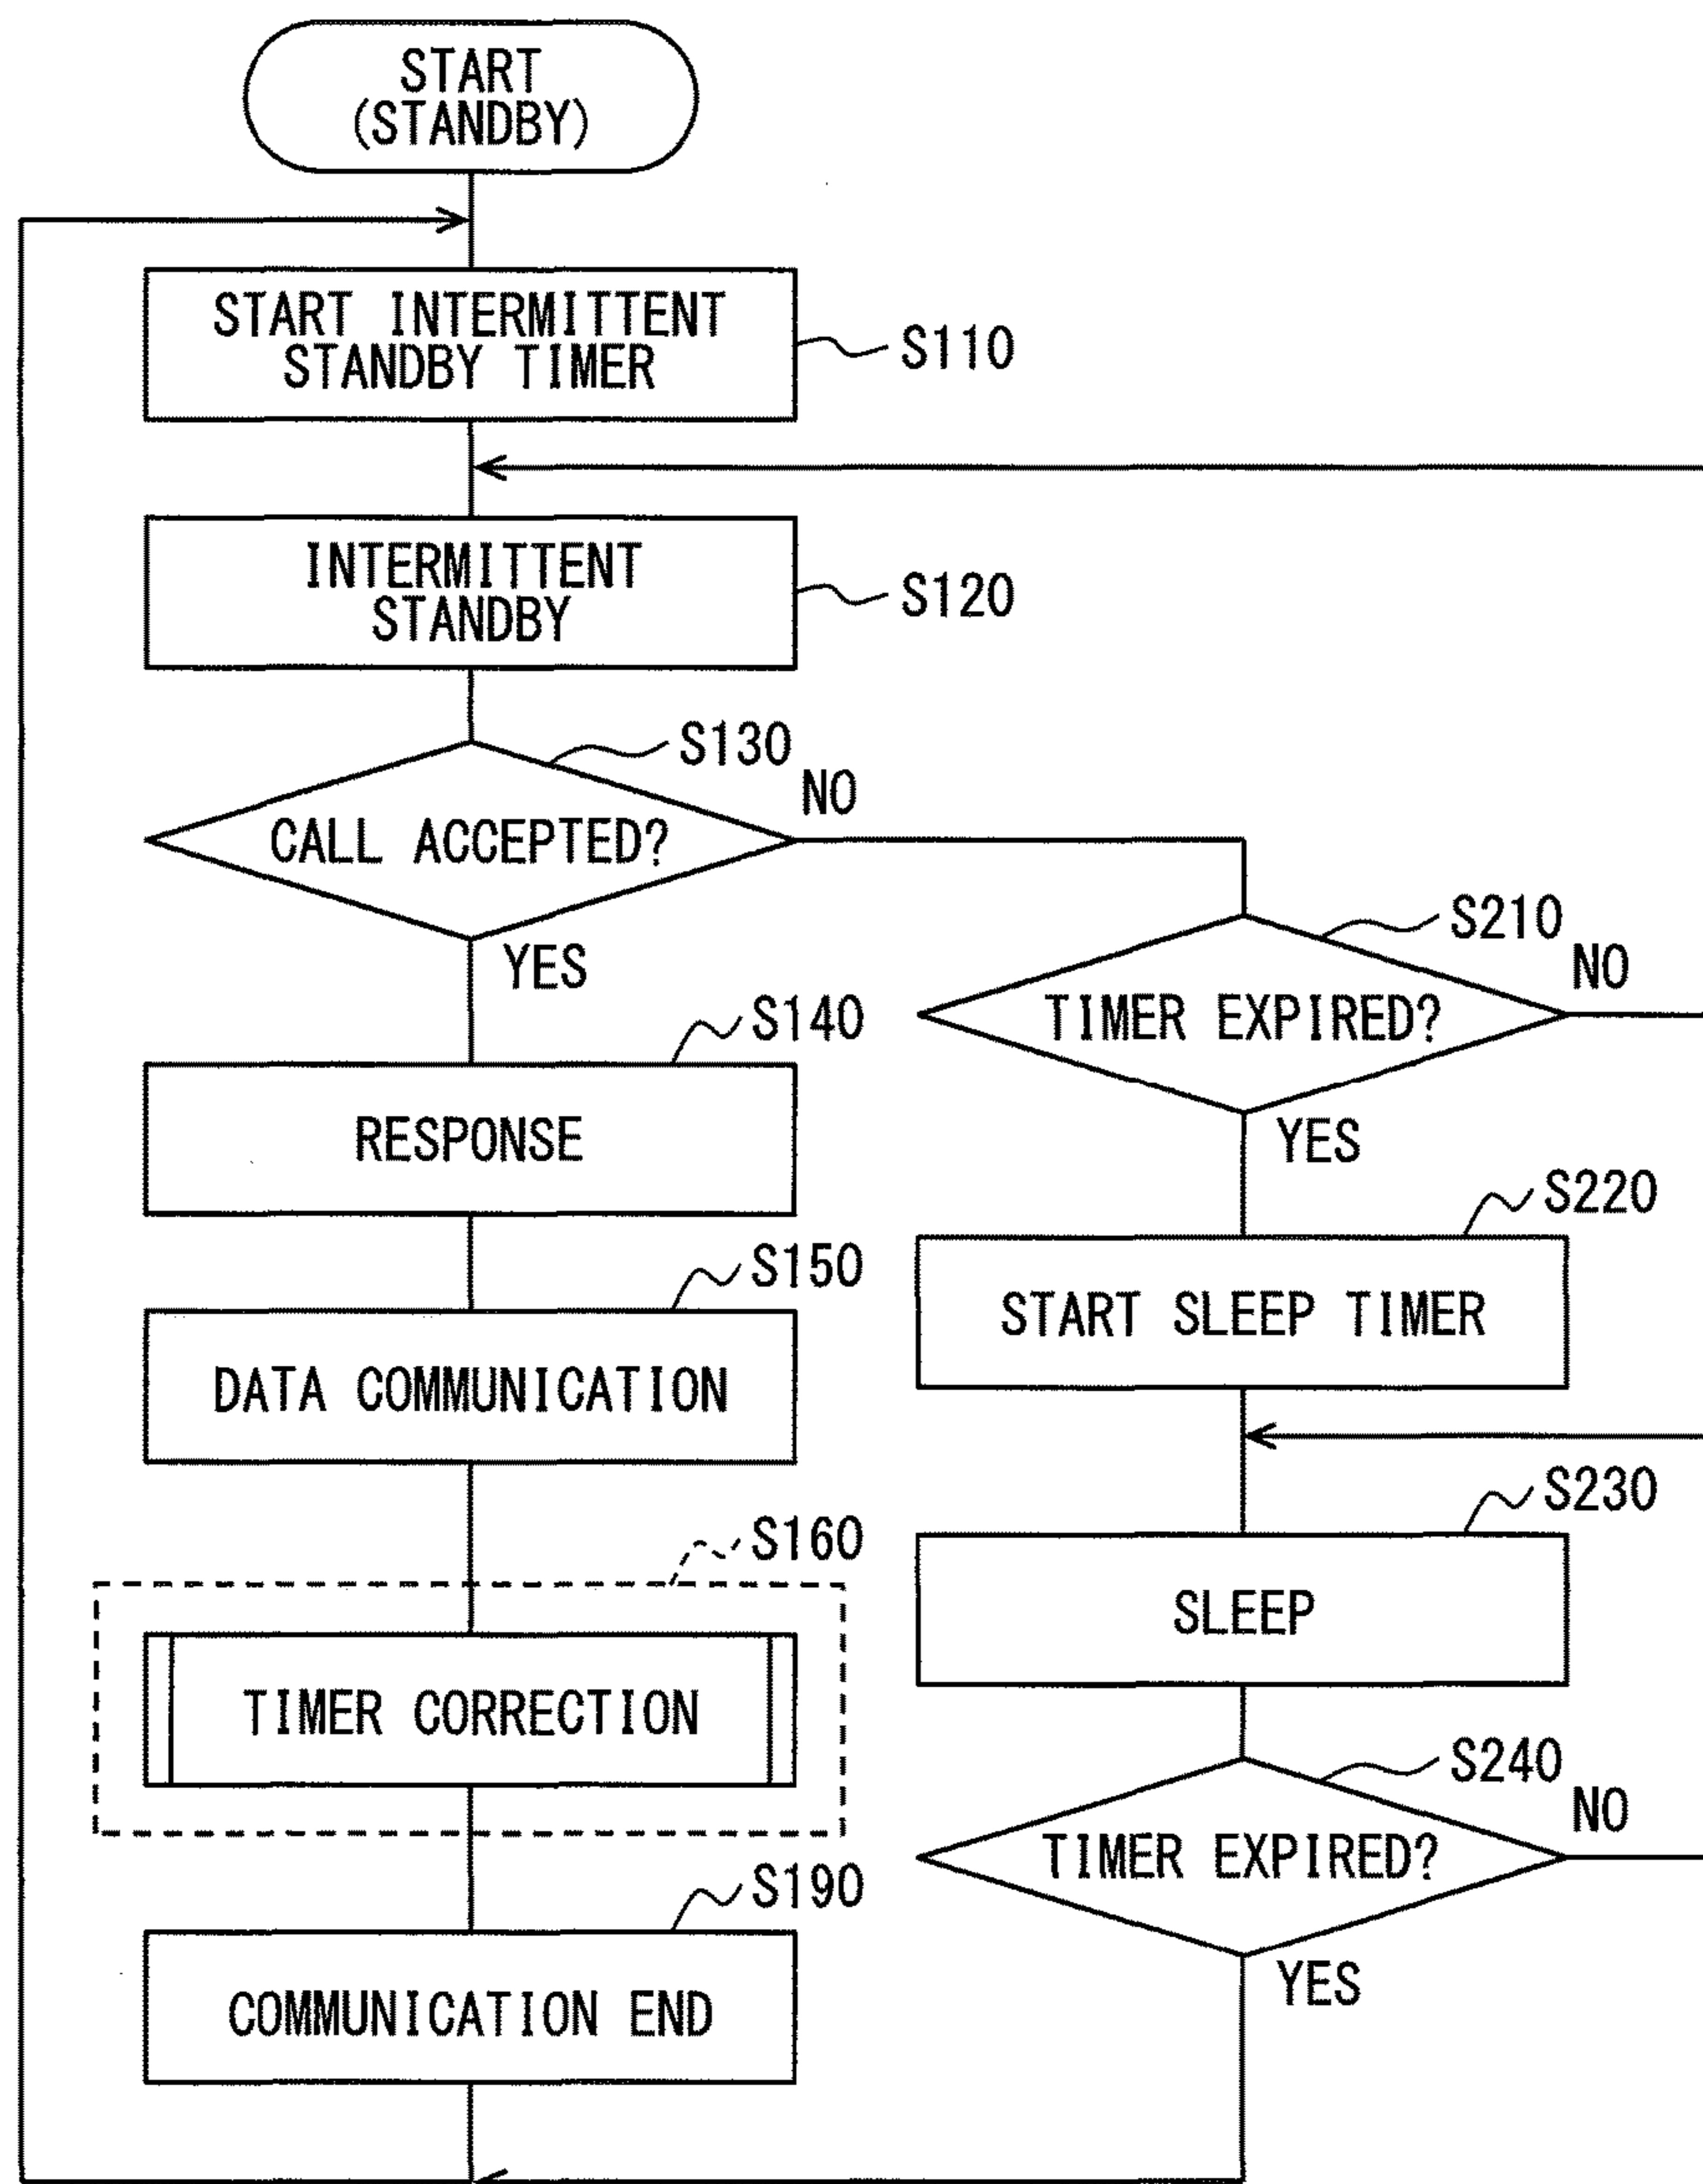 START
(STANDBY)
START INTERMITTENT
STANDBY TIMER
S110
INTERMITTENT
STANDBY
S120
S130
NO
CALL ACCEPTED?
YES
S210
NO
TIMER EXPIRED?
YES
S140
RESPONSE
S220
START SLEEP TIMER
S150
DATA COMMUNICATION
S230
SLEEP
S160
TIMER CORRECTION
S240
NO
TIMER EXPIRED?
YES
S190
COMMUNICATION END